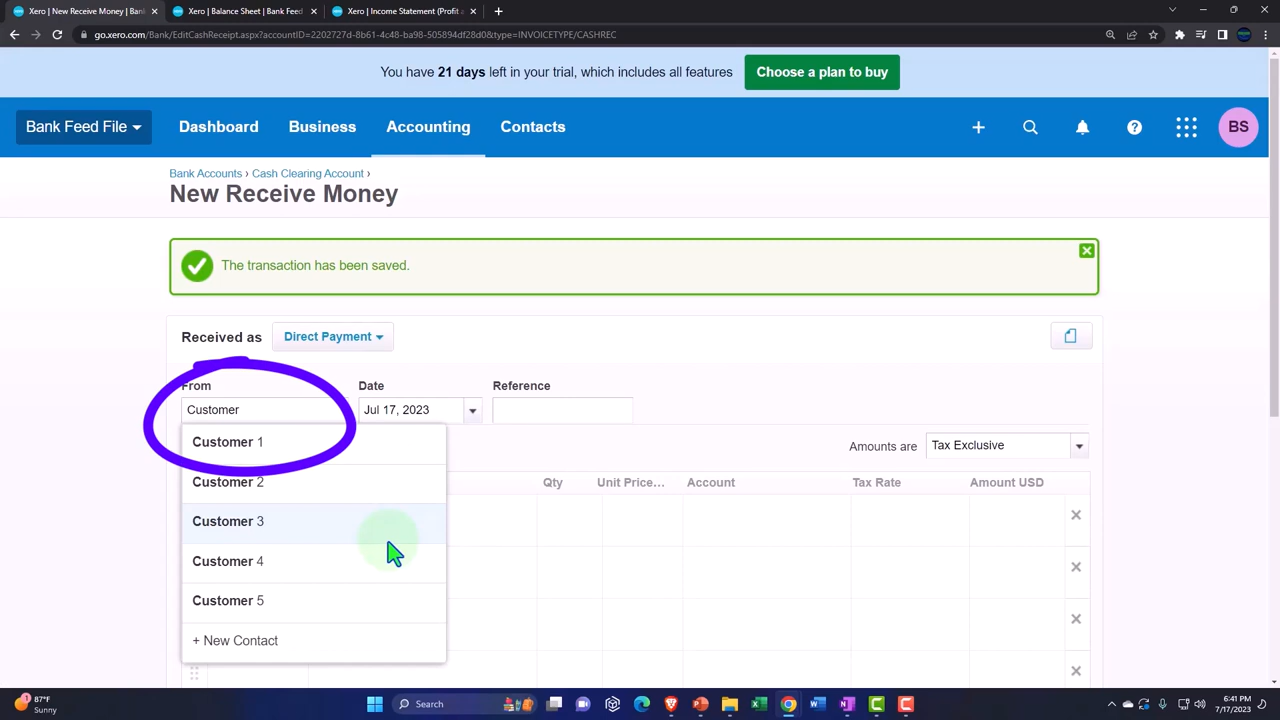 Xero | New Receive Money | Bank
Xero | Balance Sheet | Bank Feed
Xero | Income Statement (Profit a
go.xero.com/Bank/EditCashReceipt.aspx?accountID=2202727d-8b61-4c48-ba98-505894df28d0&type=INVOICETYPE/CASHREC
You have 21 days left in your trial, which includes all features
Choose a plan to buy
Bank Feed File
Dashboard
Business
Accounting
Contacts
BS
Bank Accounts › Cash Clearing Account ›
New Receive Money
The transaction has been saved.
Received as
Direct Payment
From
Date
Reference
Customer
Jul 17, 2023
Customer 1
Amounts are
Tax Exclusive
Customer 2
Qty
Unit Price...
Account
Tax Rate
Amount USD
Customer 3
Customer 4
Customer 5
+ New Contact
87°F
Sunny
Search
6:41 PM
7/17/2023